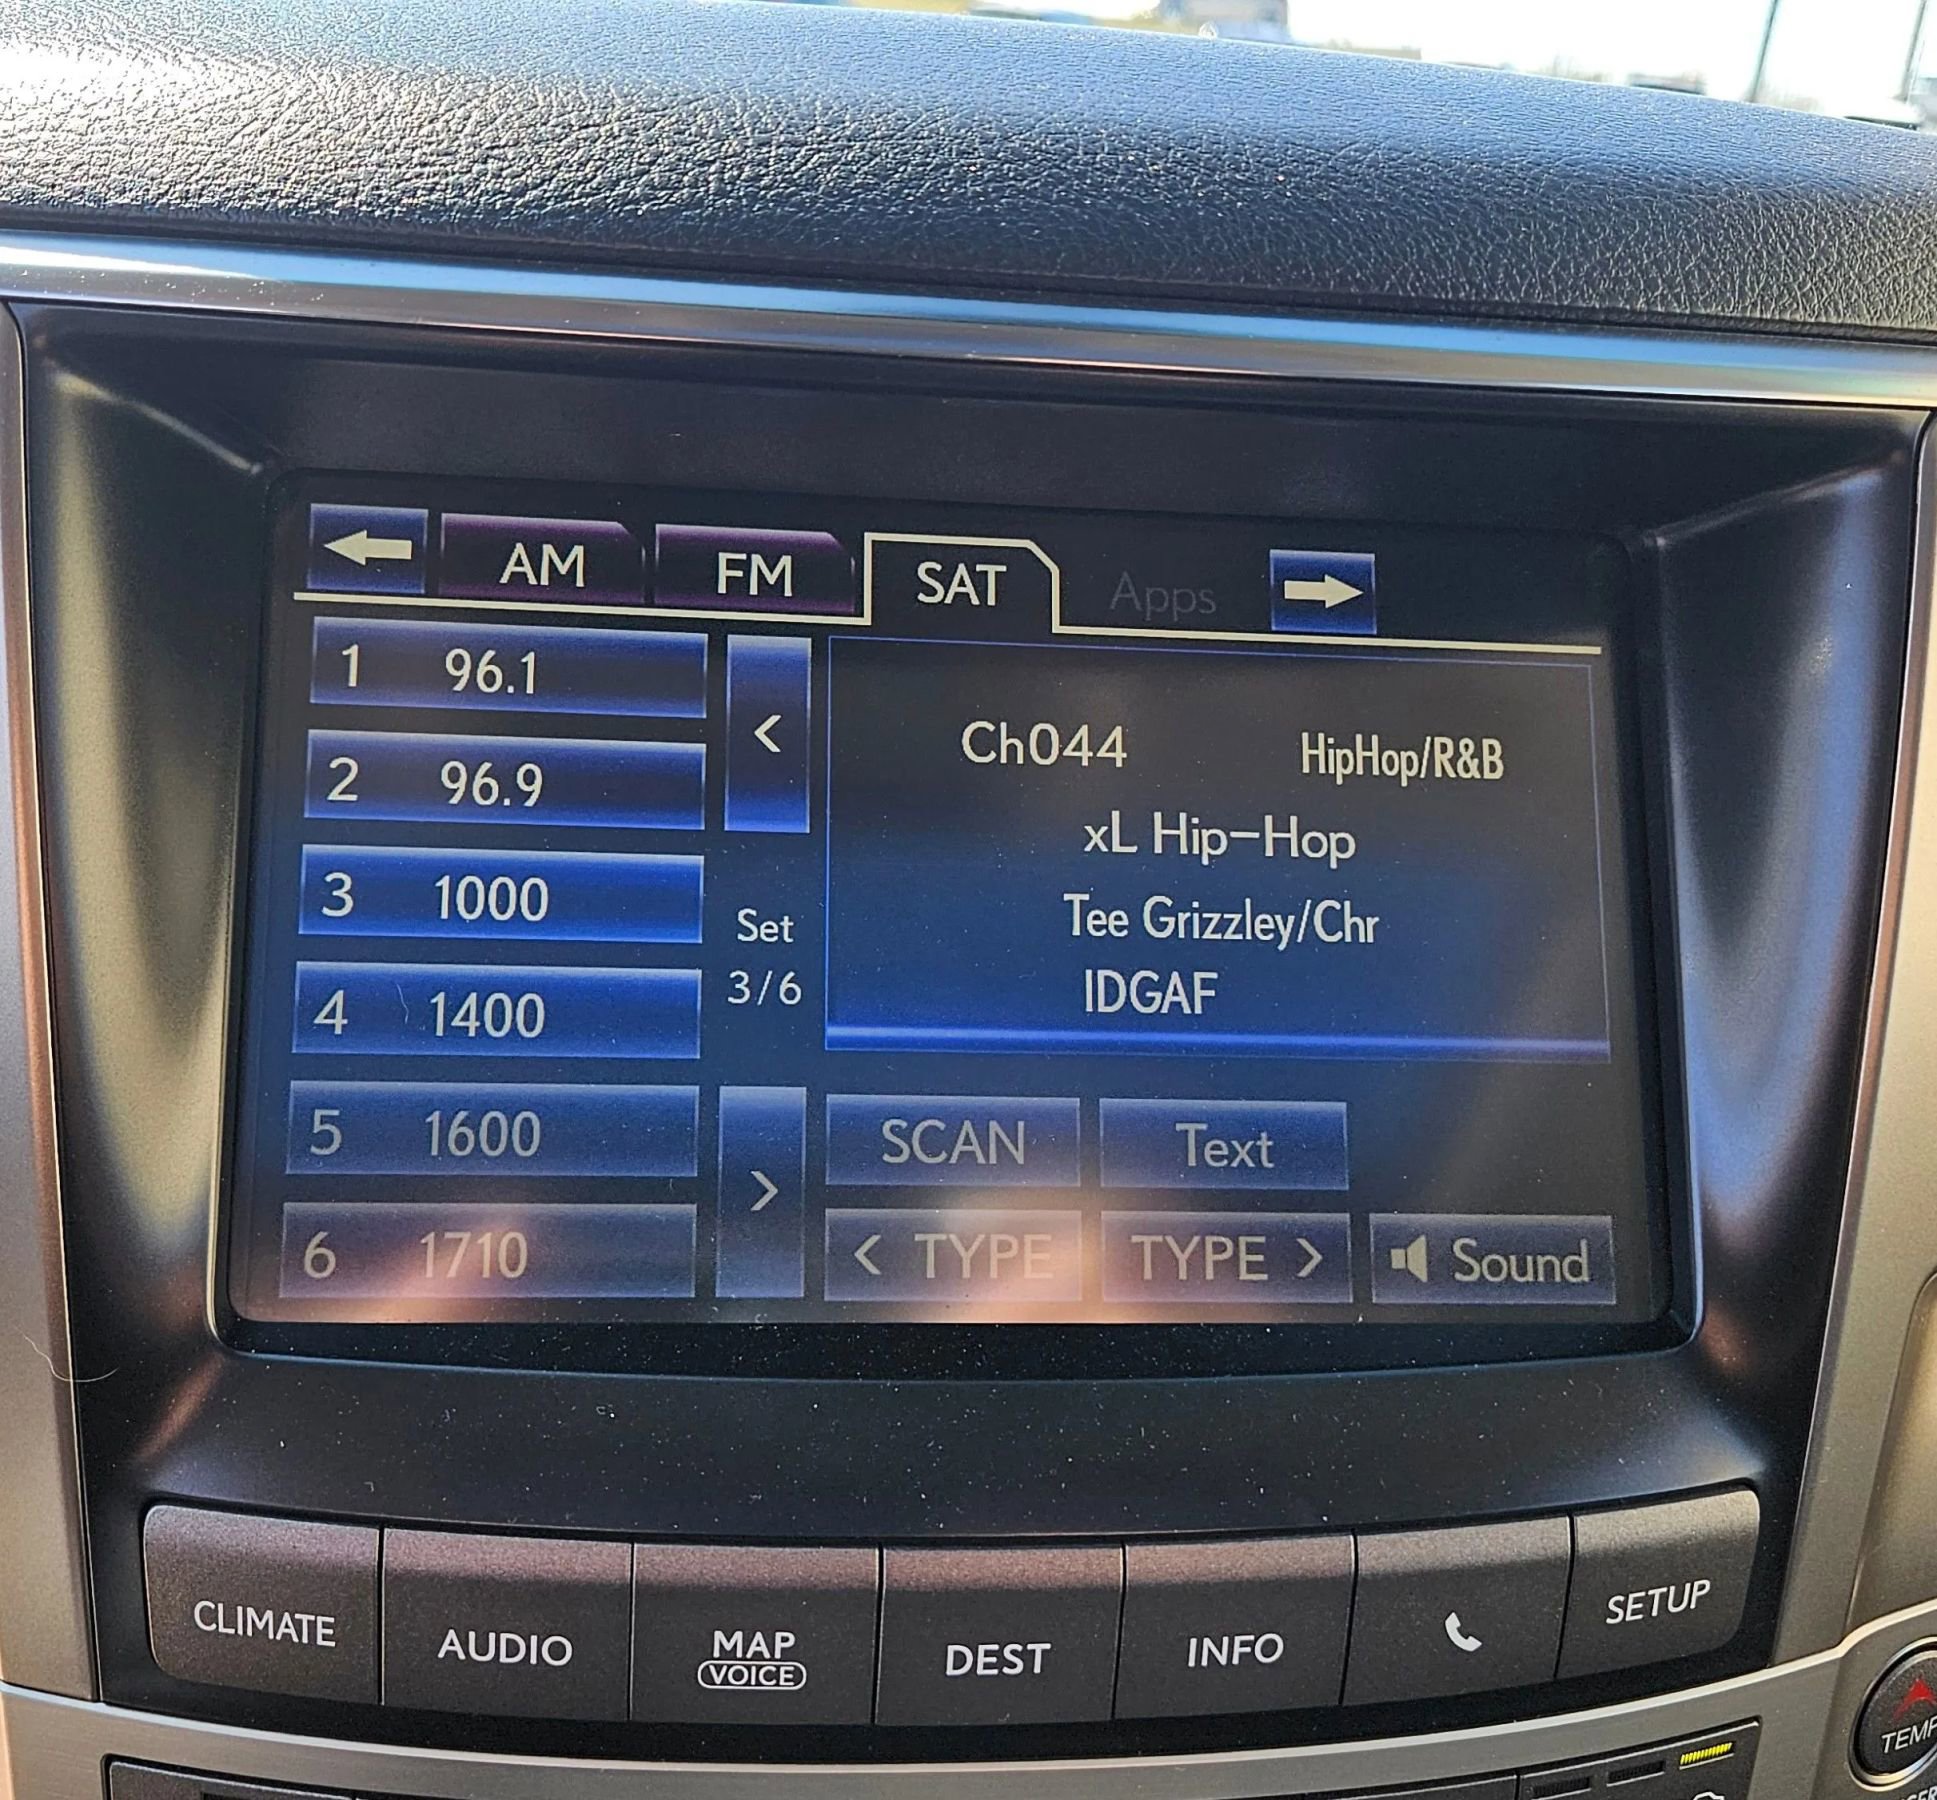 AM FM SAT Apps
1 96.1
2 96.9
3 1000
4 1400
5 1600
6 1710
<
Set
3/6
>
Ch044 HipHop/R&B
xL Hip-Hop
Tee Grizzley/Chr
IDGAF
SCAN Text
< TYPE TYPE > Sound
CLIMATE AUDIO MAP VOICE DEST INFO SETUP
TEMP